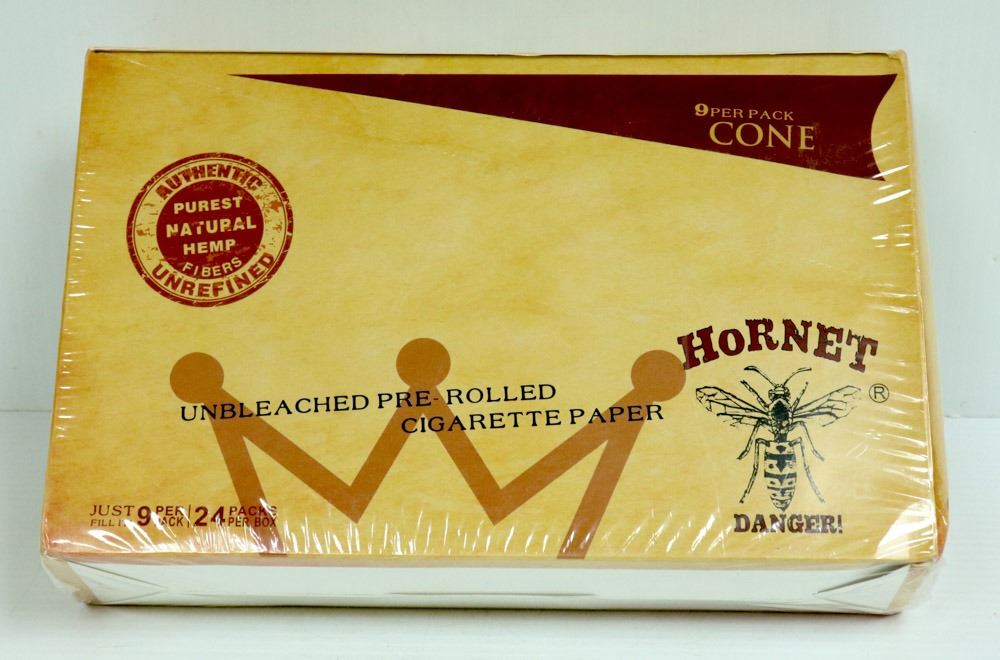 9 PER PACK
CONE
AUTHENTIC
PUREST
NATURAL
HEMP
FIBERS
UNREFINED
HORNET
®
UNBLEACHED PRE-ROLLED
CIGARETTE PAPER
JUST 9 PER | 24 PACKS
FILL PACK | PER BOX
DANGER!